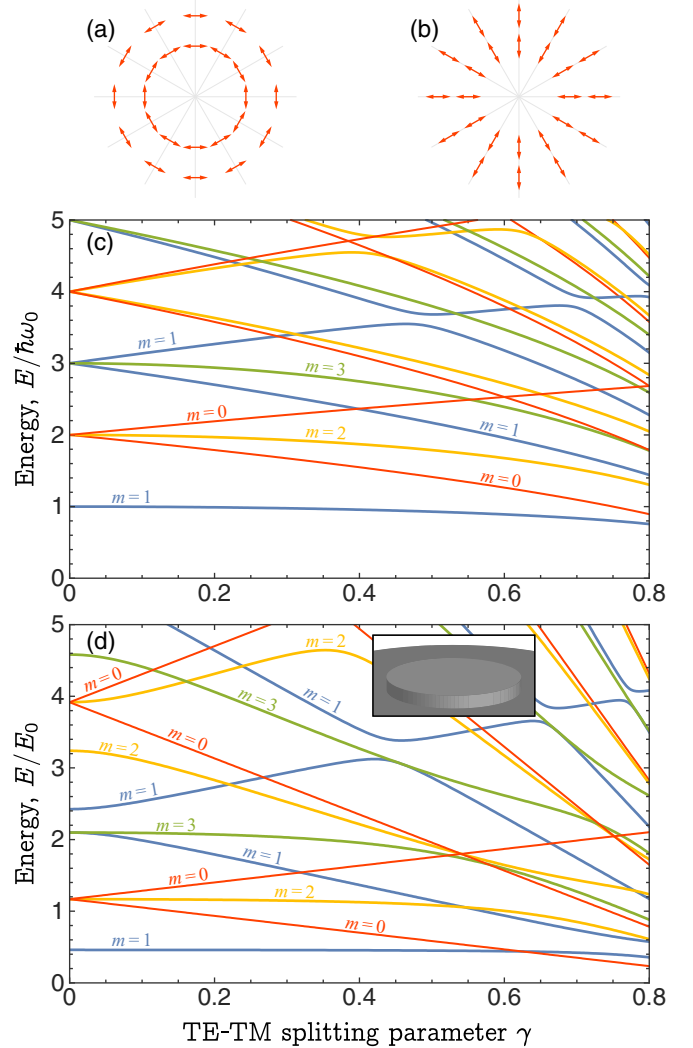 (a)
(b)
(c)
5
4
3
2
1
0
Energy, E/ħω₀
m=1
m=3
m=0
m=2
m=1
m=0
m=1
0
0.2
0.4
0.6
0.8
(d)
5
4
3
2
1
0
Energy, E/E₀
m=0
m=2
m=1
m=3
m=2
m=0
m=1
m=3
m=1
m=0
m=2
m=0
m=1
0
0.2
0.4
0.6
0.8
TE-TM splitting parameter γ